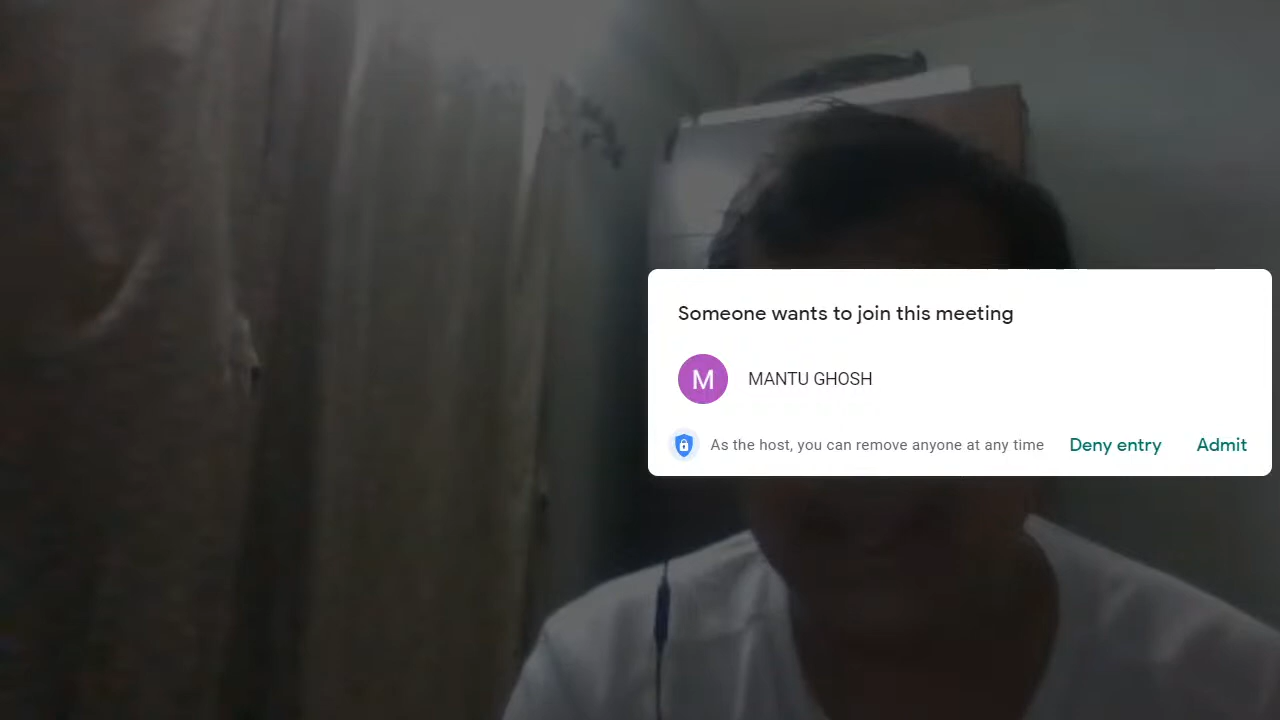 Someone wants to join this meeting
M
MANTU GHOSH
As the host, you can remove anyone at any time
Deny entry
Admit